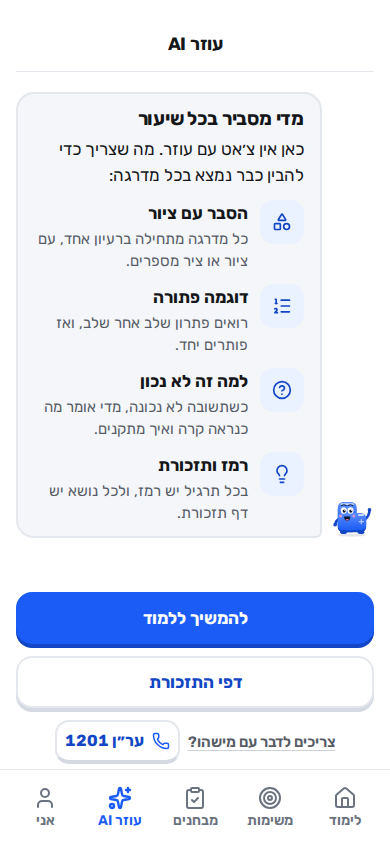 עוזר AI
מדי מסביר בכל שיעור
כאן אין צ׳אט עם עוזר. מה שצריך כדי
להבין כבר נמצא בכל מדרגה:
הסבר עם ציור
כל מדרגה מתחילה ברעיון אחד, עם
ציור או ציר מספרים.
דוגמה פתורה
רואים פתרון שלב אחר שלב, ואז
פותרים יחד.
למה זה לא נכון
כשתשובה לא נכונה, מדי אומר מה
כנראה קרה ואיך מתקנים.
רמז ותזכורת
בכל תרגיל יש רמז, ולכל נושא יש
דף תזכורת.
להמשיך ללמוד
דפי התזכורת
צריכים לדבר עם מישהו?
ער״ן 1201
לימוד
משימות
מבחנים
עוזר AI
אני